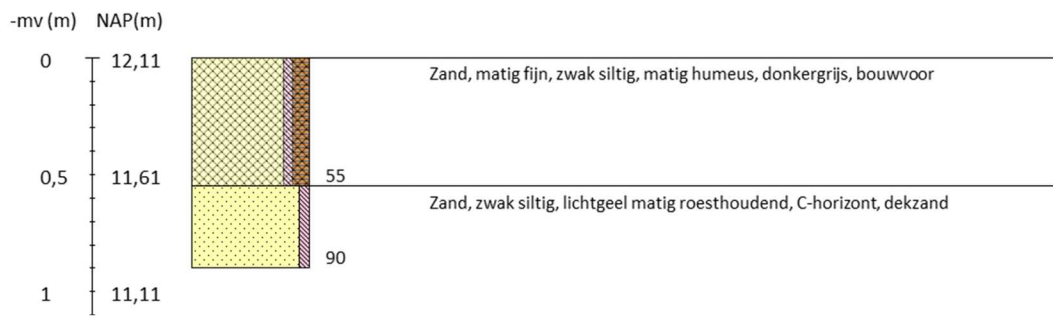 -mv (m) NAP(m)
0 12,11
Zand, matig fijn, zwak siltig, matig humeus, donkergrijs, bouwvoor
0,5 11,61 55
Zand, zwak siltig, lichtgeel matig roesthoudend, C-horizont, dekzand
90
1 11,11